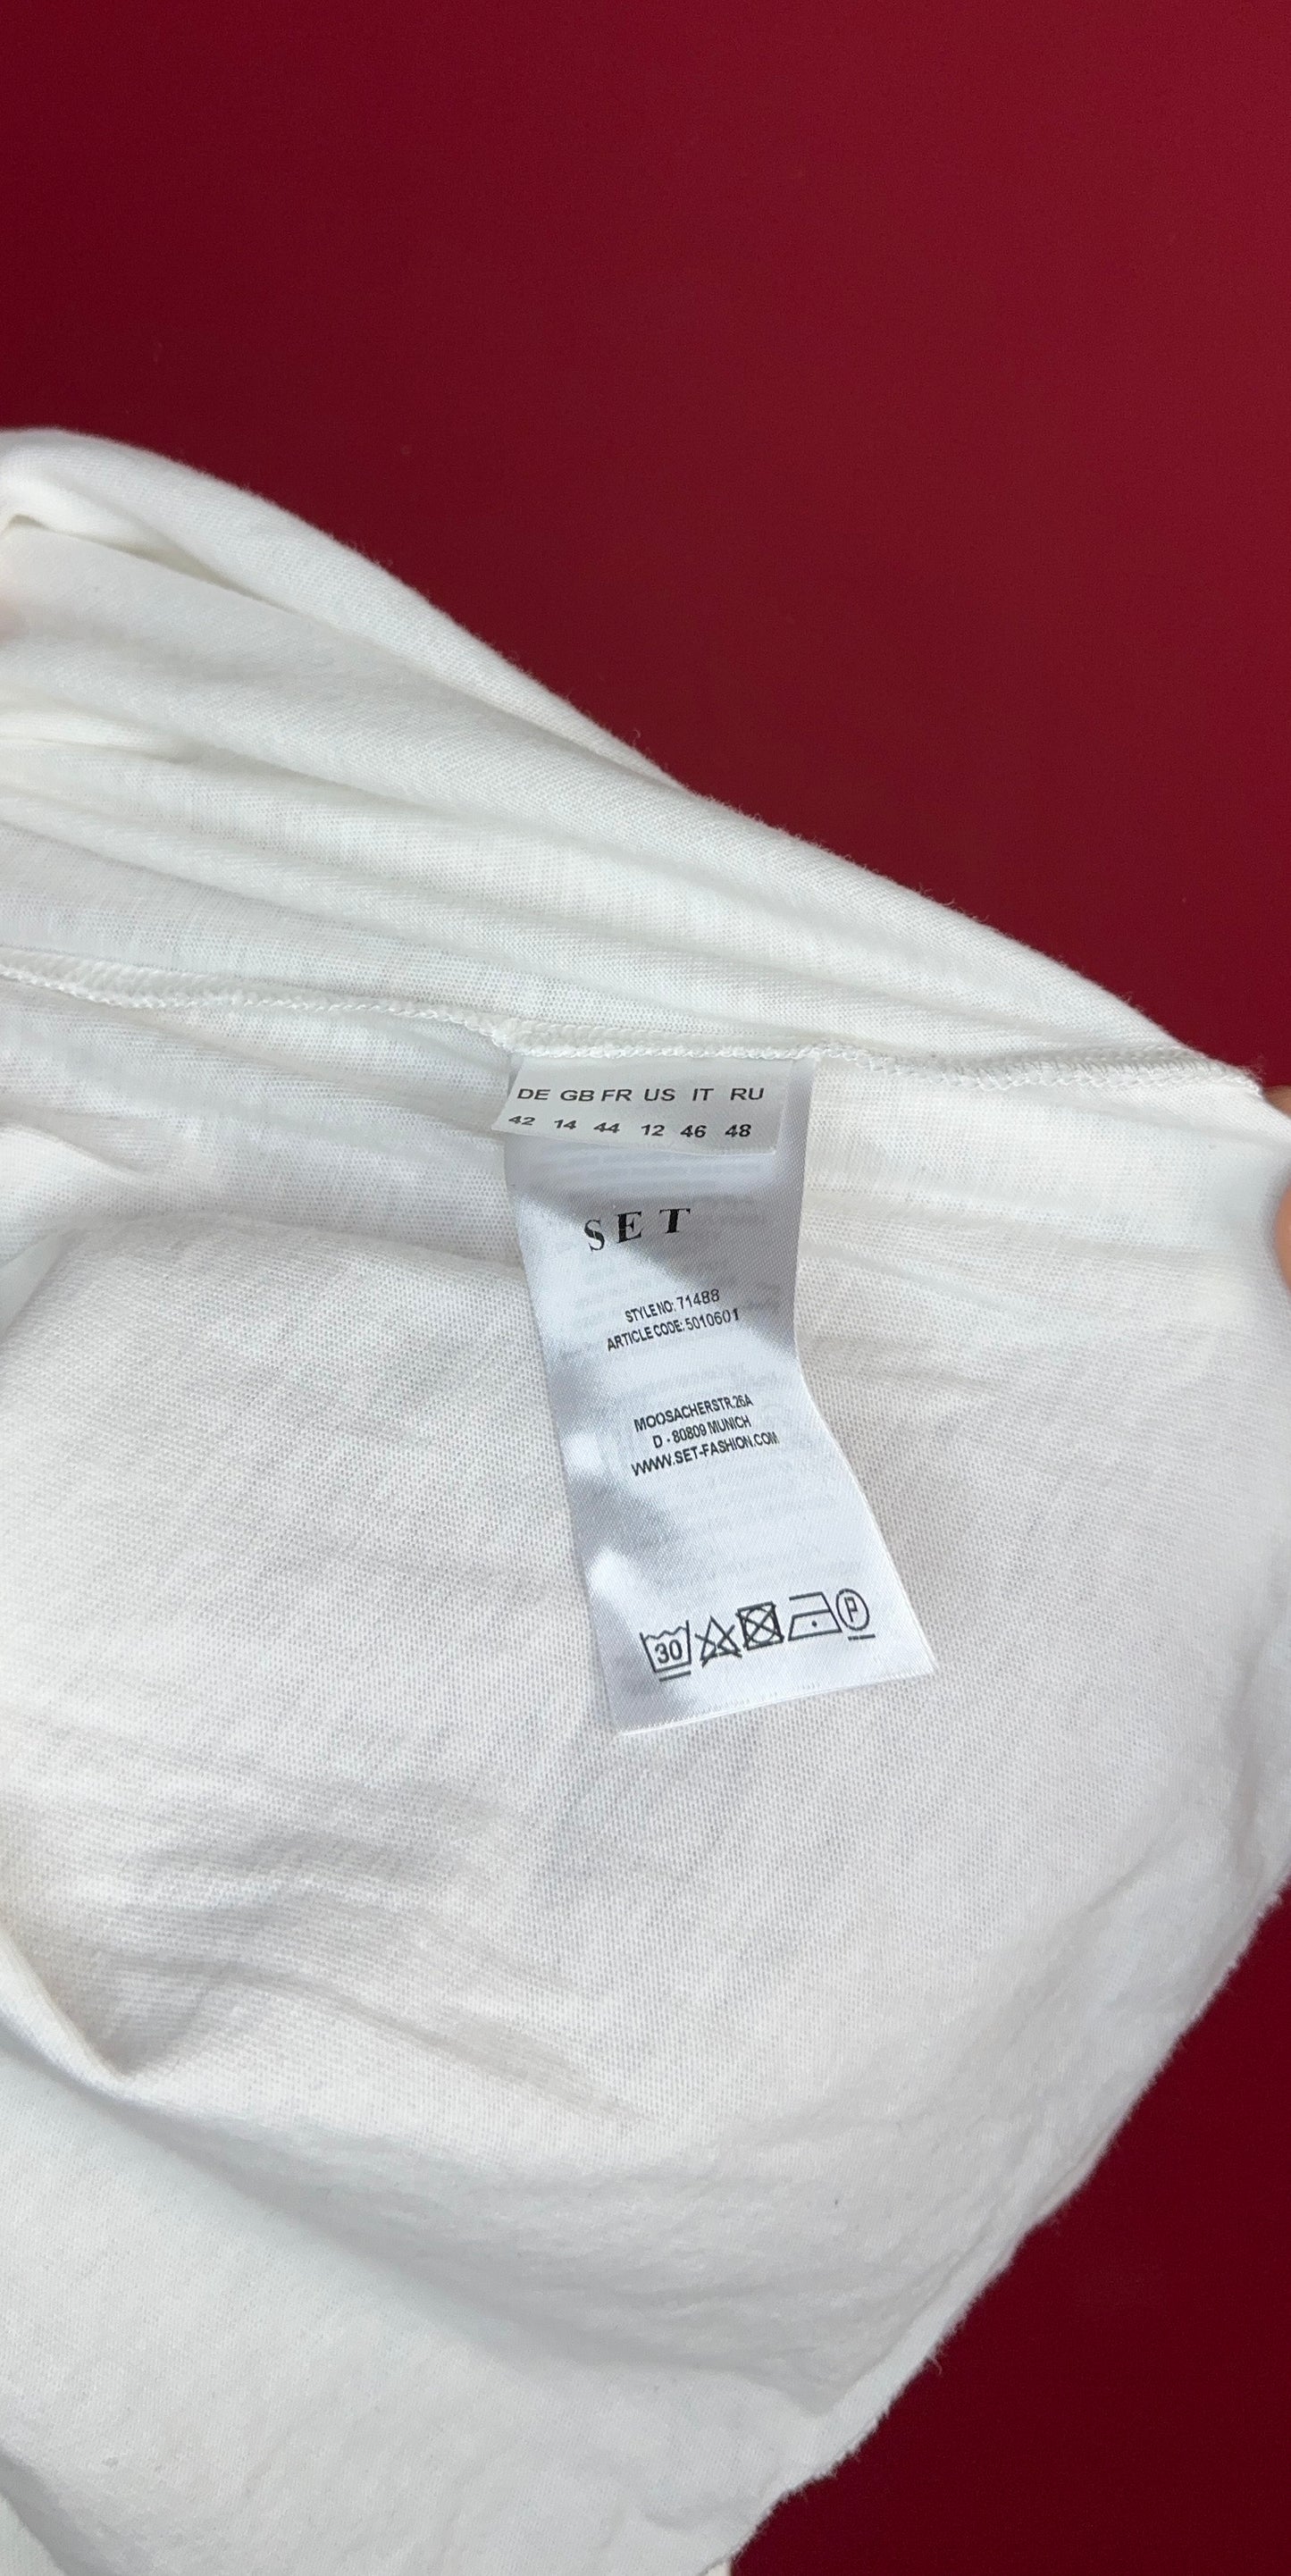 DE GB FR US IT RU
42 14 44 12 46 48
SET
STYLE NO: 71488
ARTICLE CODE: 5010601
MOOSACHERSTR.26A
D - 80809 MUNICH
WWW.SET-FASHION.COM
30 P